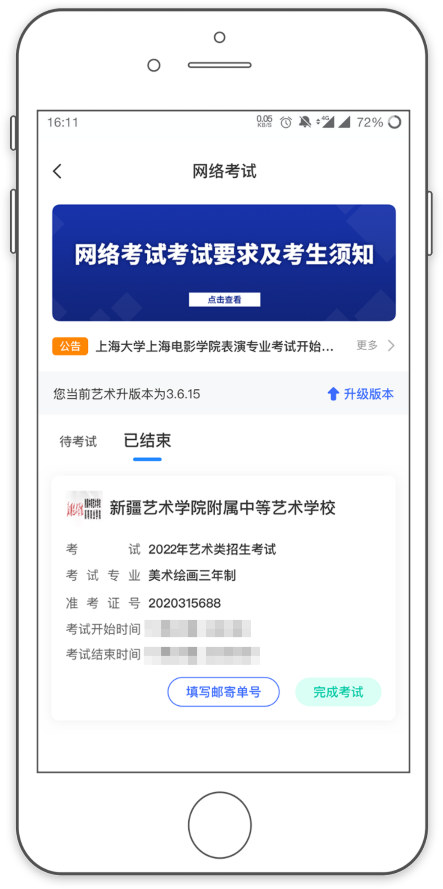 16:11
0.05
KB/S
4G
72%
网络考试
网络考试考试要求及考生须知
点击查看
公告 上海大学上海电影学院表演专业考试开始... 更多
您当前艺术升版本为3.6.15 升级版本
待考试 已结束
新疆艺术学院附属中等艺术学校
考试 2022年艺术类招生考试
考试专业 美术绘画三年制
准考证号 2020315688
考试开始时间
考试结束时间
填写邮寄单号 完成考试